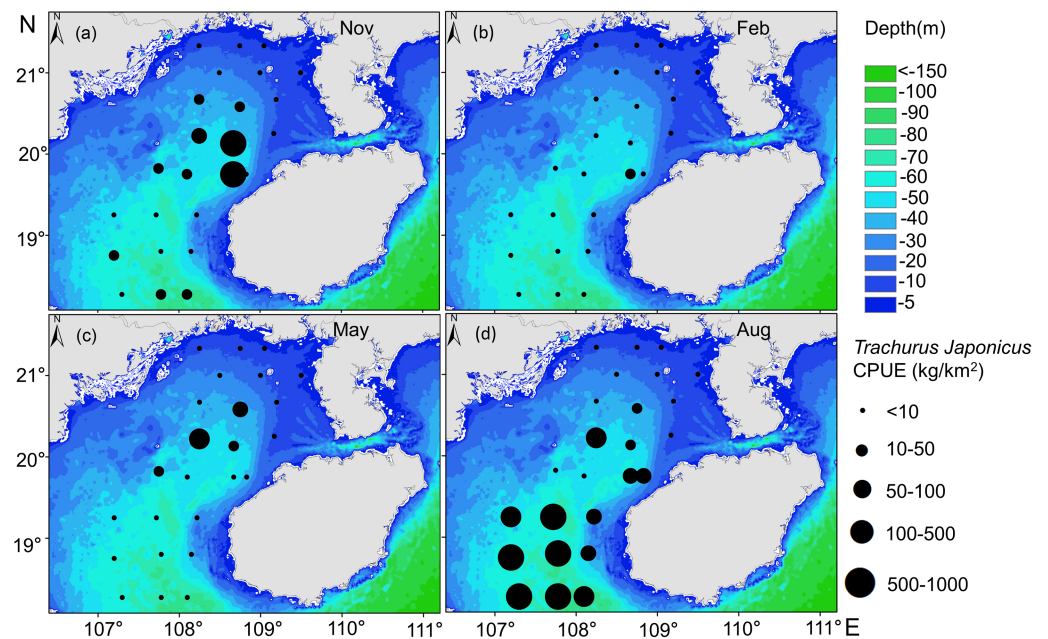 N
N
(a)
Nov
N
(b)
Feb
21°
20°
19°
N
(c)
May
N
(d)
Aug
21°
20°
19°
107°
108°
109°
110°
111°
107°
108°
109°
110°
111°
E
Depth(m)
<-150
-100
-90
-80
-70
-60
-50
-40
-30
-20
-10
-5
Trachurus Japonicus
CPUE (kg/km²)
<10
10-50
50-100
100-500
500-1000